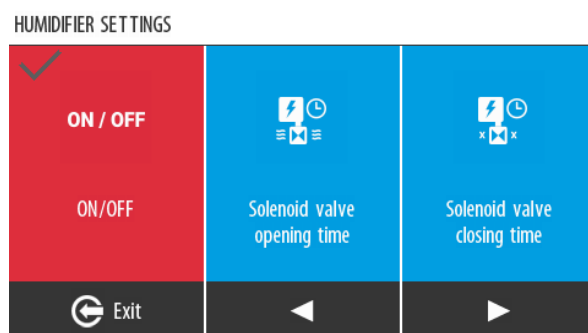 HUMIDIFIER SETTINGS
ON / OFF
ON/OFF
Solenoid valve
opening time
Solenoid valve
closing time
Exit